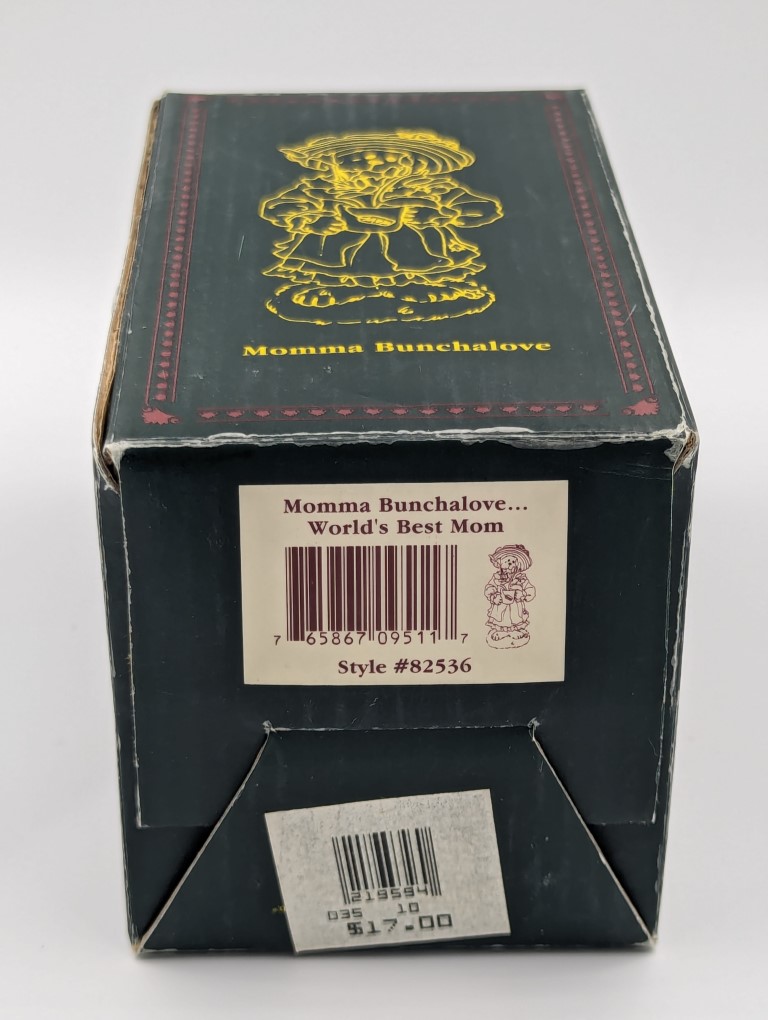 Momma Bunchalove
Momma Bunchalove...
World's Best Mom
7 65867 09511 7
Style #82536
219594
035 10
$17.00